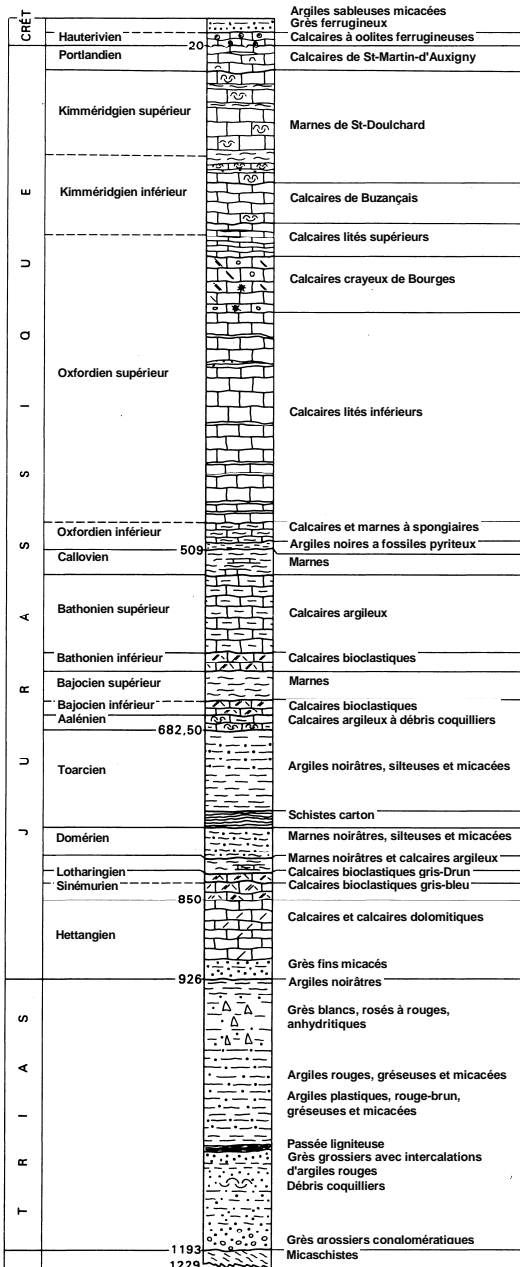 CRÉT
Argiles sableuses micacées
Grès ferrugineux
Hauterivien
Calcaires à oolites ferrugineuses
20
Portlandien
Calcaires de St-Martin-d'Auxigny
JURASSIQUE
Kimméridgien supérieur
Marnes de St-Doulchard
Kimméridgien inférieur
Calcaires de Buzançais
Calcaires lités supérieurs
Calcaires crayeux de Bourges
Oxfordien supérieur
Calcaires lités inférieurs
Oxfordien inférieur
Calcaires et marnes à spongiaires
Argiles noires a fossiles pyriteux
509
Callovien
Marnes
Bathonien supérieur
Calcaires argileux
Bathonien inférieur
Calcaires bioclastiques
Bajocien supérieur
Marnes
Bajocien inférieur
Calcaires bioclastiques
Aalénien
Calcaires argileux à débris coquilliers
682,50
Toarcien
Argiles noirâtres, silteuses et micacées
Schistes carton
Domérien
Marnes noirâtres, silteuses et micacées
Marnes noirâtres et calcaires argileux
Lotharingien
Calcaires bioclastiques gris-Drun
Sinémurien
Calcaires bioclastiques gris-bleu
850
Hettangien
Calcaires et calcaires dolomitiques
Grès fins micacés
926
Argiles noirâtres
TRIAS
Grès blancs, rosés à rouges,
anhydritiques
Argiles rouges, gréseuses et micacées
Argiles plastiques, rouge-brun,
gréseuses et micacées
Passée ligniteuse
Grès grossiers avec intercalations
d'argiles rouges
Débris coquilliers
Grès grossiers conglomératiques
1193
Micaschistes
1229